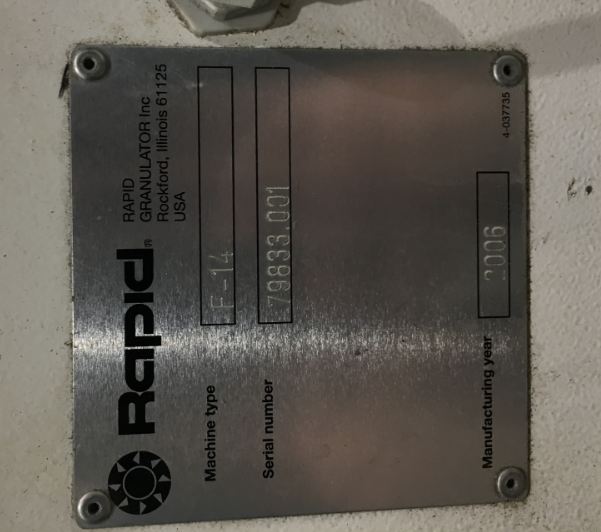 Rapid®
RAPID
GRANULATOR Inc
Rockford, Illinois 61125
USA
Machine type F-14
Serial number 79833.001
Manufacturing year 2006
4-037735